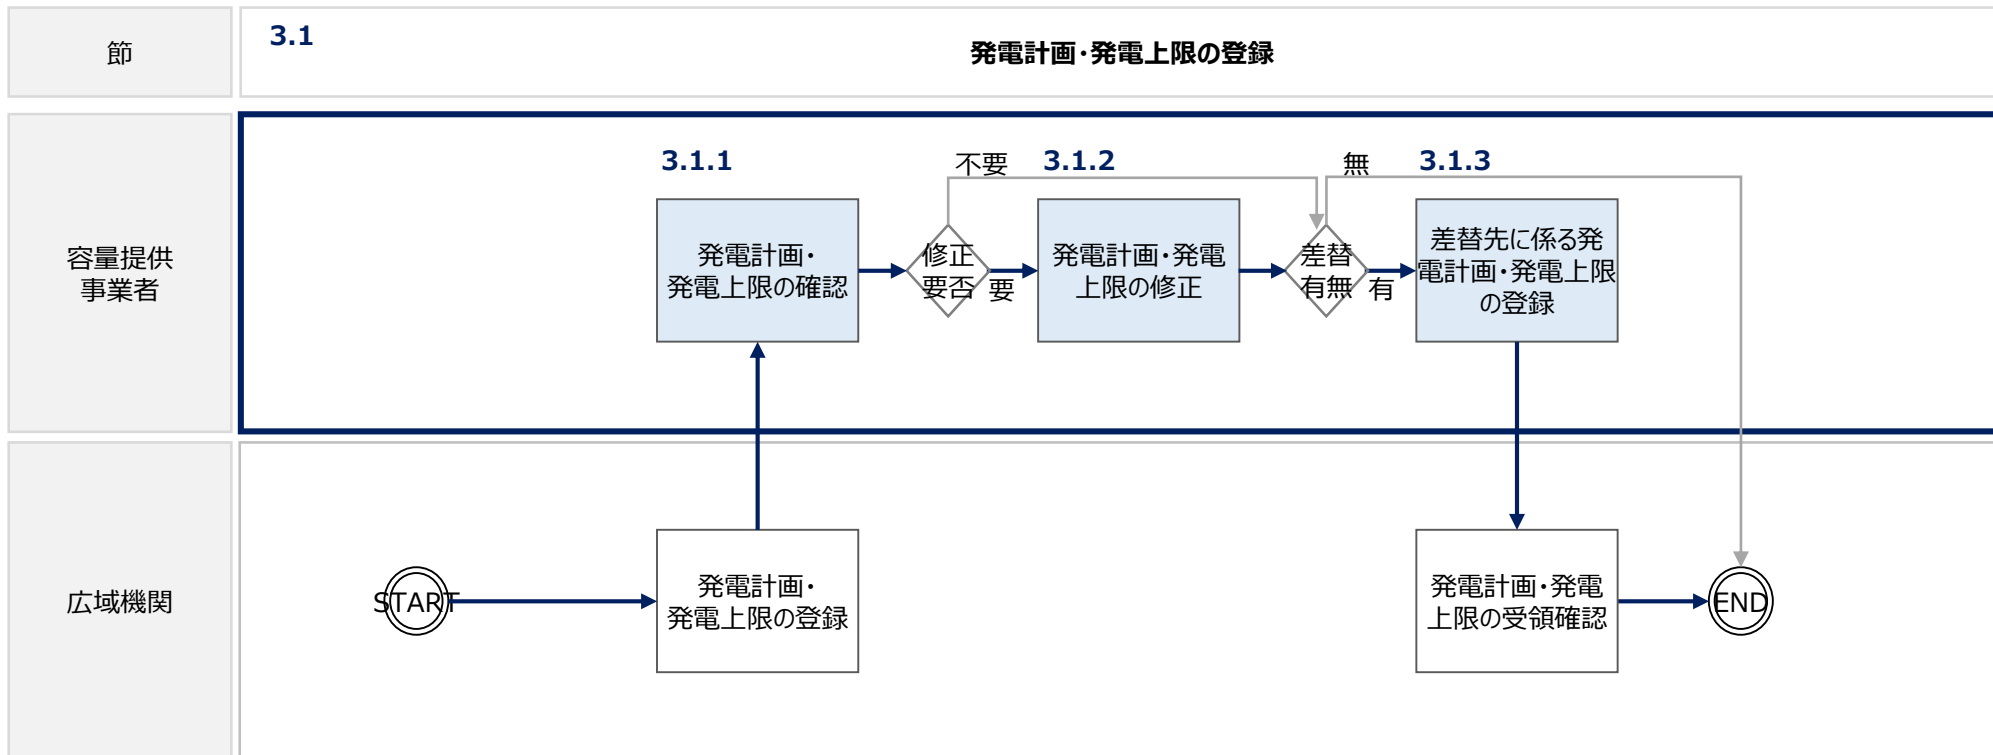 節
3.1
発電計画・発電上限の登録
容量提供
事業者
3.1.1
発電計画・
発電上限の確認
不要
修正
要否
要
3.1.2
発電計画・発電
上限の修正
無
差替
有無
有
3.1.3
差替先に係る発
電計画・発電上限
の登録
広域機関
START
発電計画・
発電上限の登録
発電計画・発電
上限の受領確認
END